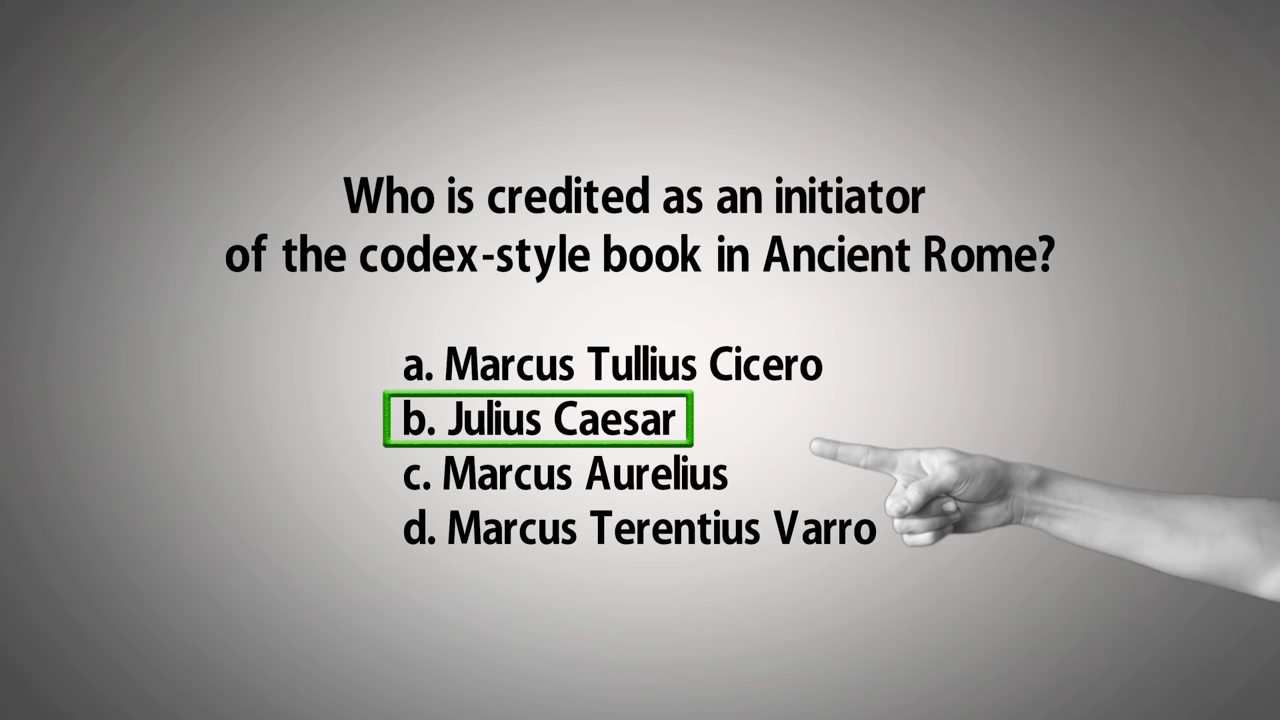 Who is credited as an initiator
of the codex-style book in Ancient Rome?
a. Marcus Tullius Cicero
b. Julius Caesar
c. Marcus Aurelius
d. Marcus Terentius Varro